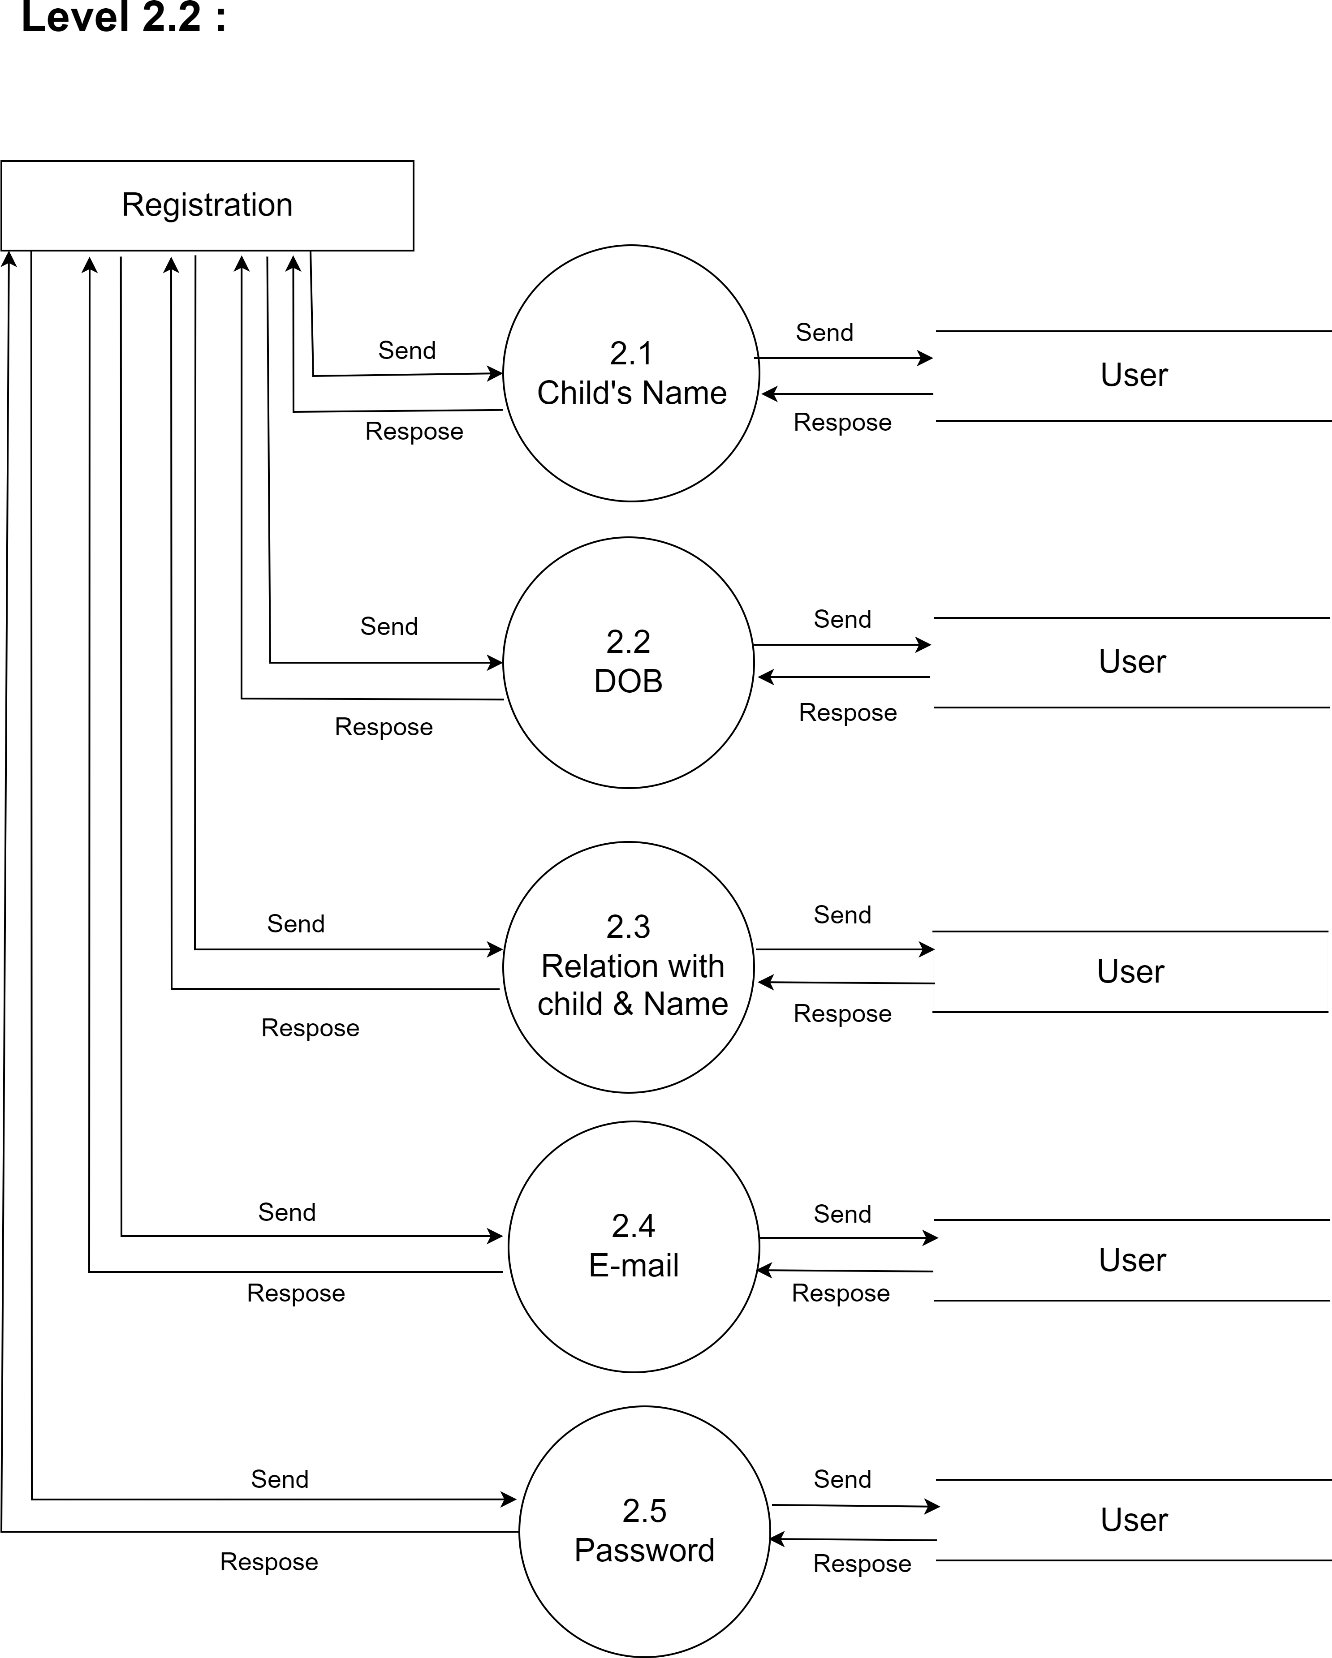 Level 2.2 :
Registration
Send
Respose
2.1
Child's Name
Send
Respose
User
Send
Respose
2.2
DOB
Send
Respose
User
Send
Respose
2.3
Relation with
child & Name
Send
Respose
User
Send
Respose
2.4
E-mail
Send
Respose
User
Send
Respose
2.5
Password
Send
Respose
User